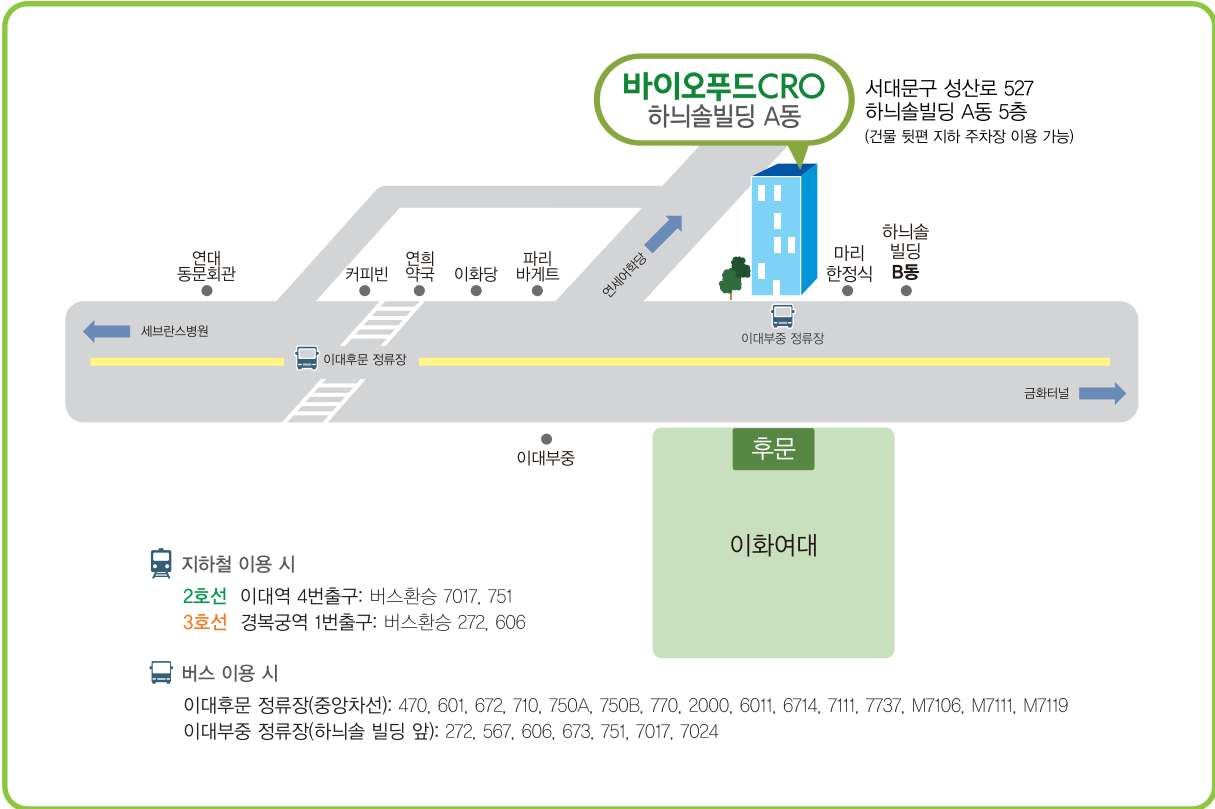 바이오푸드CRO
하늬솔빌딩 A동
서대문구 성산로 527
하늬솔빌딩 A동 5층
(건물 뒷편 지하 주차장 이용 가능)
연대
동문회관
커피빈
연희
약국
이화당
파리
바게트
연세어학당
마리
한정식
하늬솔
빌딩
B동
세브란스병원
이대부중 정류장
이대후문 정류장
금화터널
이대부중
후문
이화여대
지하철 이용 시
2호선 이대역 4번출구: 버스환승 7017, 751
3호선 경복궁역 1번출구: 버스환승 272, 606
버스 이용 시
이대후문 정류장(중앙차선): 470, 601, 672, 710, 750A, 750B, 770, 2000, 6011, 6714, 7111, 7737, M7106, M7111, M7119
이대부중 정류장(하늬솔 빌딩 앞): 272, 567, 606, 673, 751, 7017, 7024